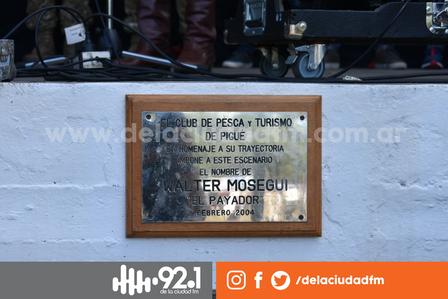 EL CLUB DE PESCA Y TURISMO
DE PIGUÉ
EN HOMENAJE A SU TRAYECTORIA
IMPONE A ESTE ESCENARIO
EL NOMBRE DE
WALTER MOSEGUI
"EL PAYADOR"
FEBRERO 2004
www.delaciudadfm.com.ar
92.1
de la ciudad fm
/delaciudadfm